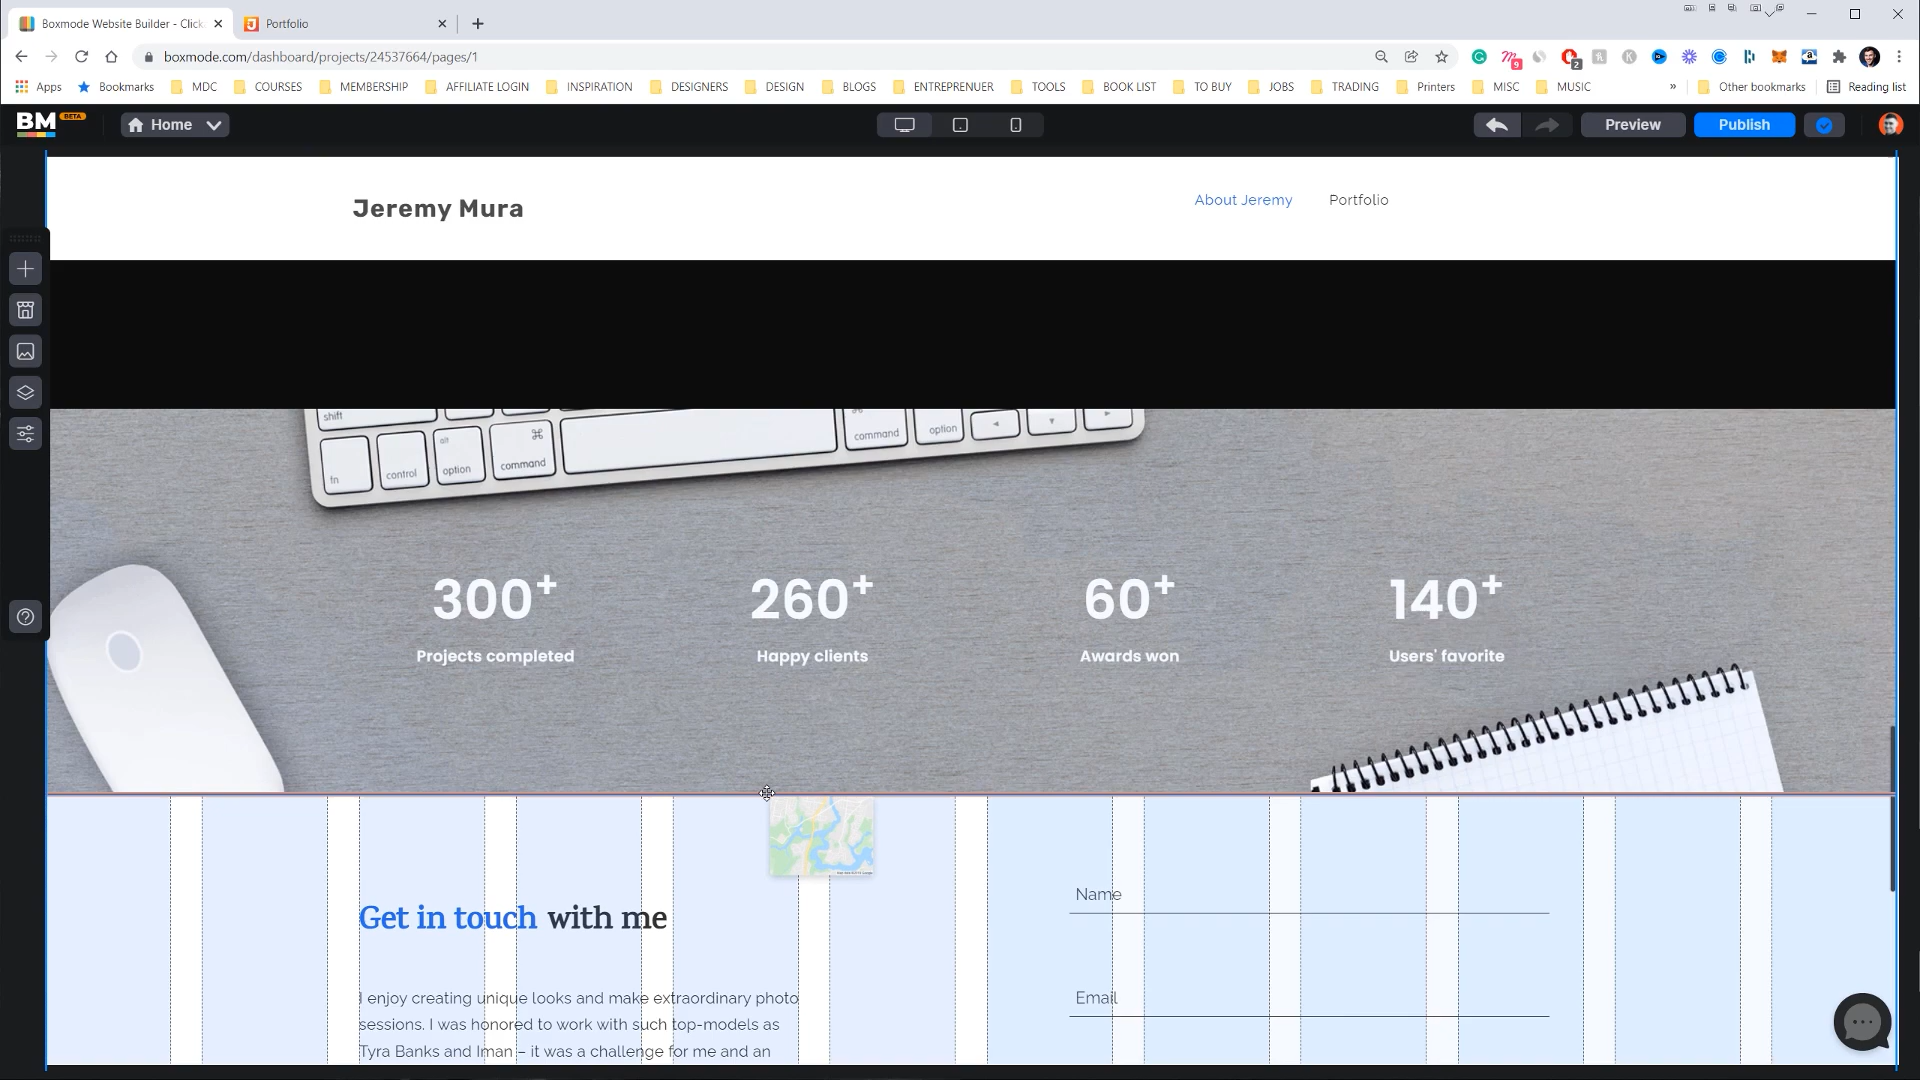 Boxmode Website Builder - Click
Portfolio
boxmode.com/dashboard/projects/24537664/pages/1
9
2
Apps
Bookmarks
MDC
COURSES
MEMBERSHIP
AFFILIATE LOGIN
INSPIRATION
DESIGNERS
DESIGN
BLOGS
ENTREPRENUER
TOOLS
BOOK LIST
TO BUY
JOBS
TRADING
Printers
MISC
MUSIC
»
Other bookmarks
Reading list
BM BETA
Home
Preview
Publish
Jeremy Mura
About Jeremy
Portfolio
shift
fn
control
alt
option
⌘
command
⌘
command
option
300+
260+
60+
140+
Projects completed
Happy clients
Awards won
Users' favorite
Get in touch with me
Name
I enjoy creating unique looks and make extraordinary photo
sessions. I was honored to work with such top-models as
Tyra Banks and Iman – it was a challenge for me and an
Email